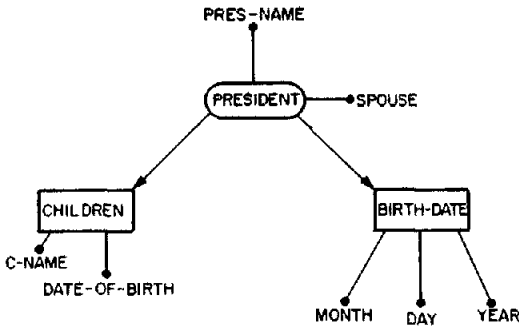 PRES-NAME
PRESIDENT
SPOUSE
CHILDREN
BIRTH-DATE
C-NAME
DATE-OF-BIRTH
MONTH
DAY
YEAR